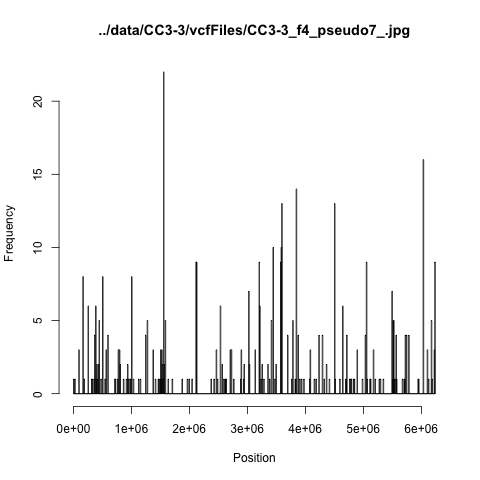 ../data/CC3-3/vcfFiles/CC3-3_f4_pseudo7_.jpg
Frequency
20
15
10
5
0
0e+00 1e+06 2e+06 3e+06 4e+06 5e+06 6e+06
Position